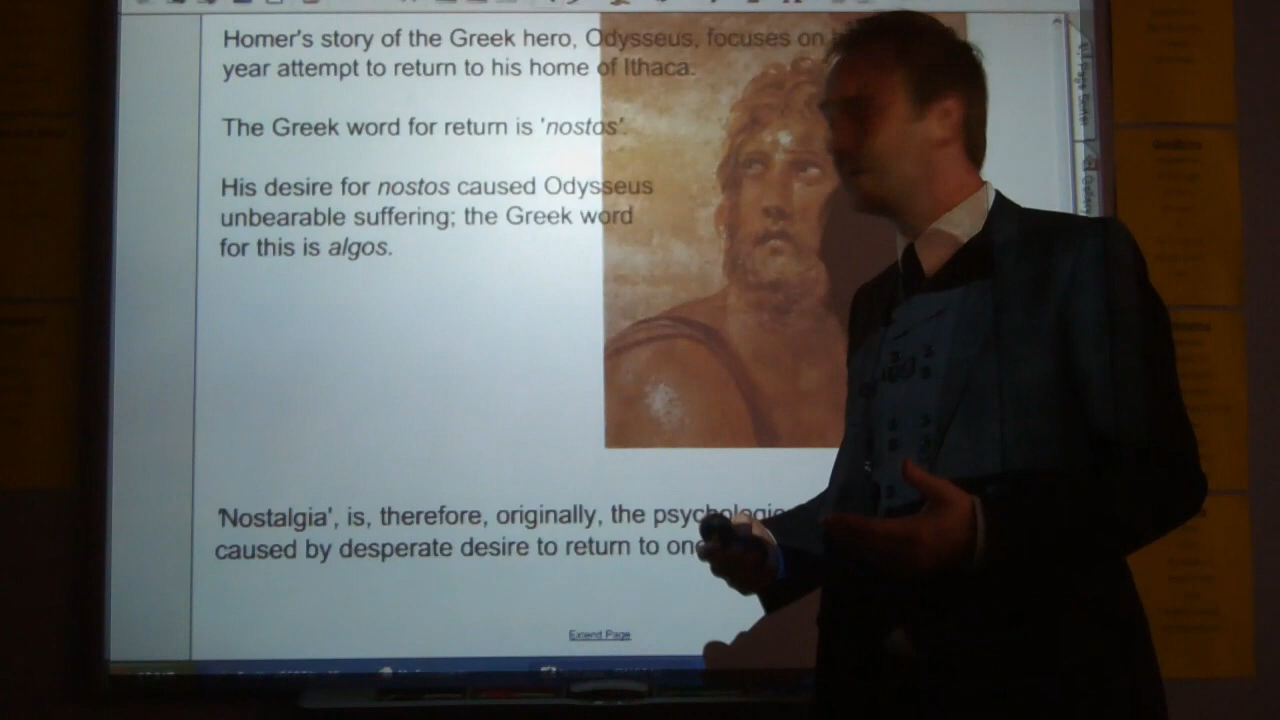 Homer's story of the Greek hero, Odysseus, focuses on
year attempt to return to his home of Ithaca.
The Greek word for return is 'nostos'.
His desire for nostos caused Odysseus
unbearable suffering; the Greek word
for this is algos.
'Nostalgia', is, therefore, originally, the
caused by desperate desire to return to
Extend Page